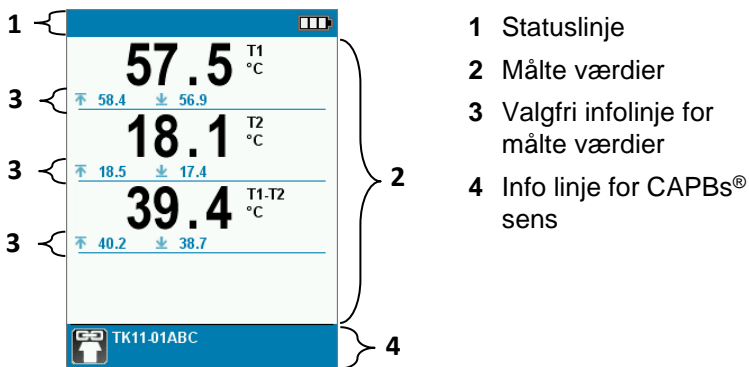 1
57.5 T1 °C
3
58.4 56.9
18.1 T2 °C
3
18.5 17.4
2
39.4 T1-T2 °C
3
40.2 38.7
TK11-01ABC
4
1 Statuslinje
2 Målte værdier
3 Valgfri infolinje for
målte værdier
4 Info linje for CAPBs®
sens